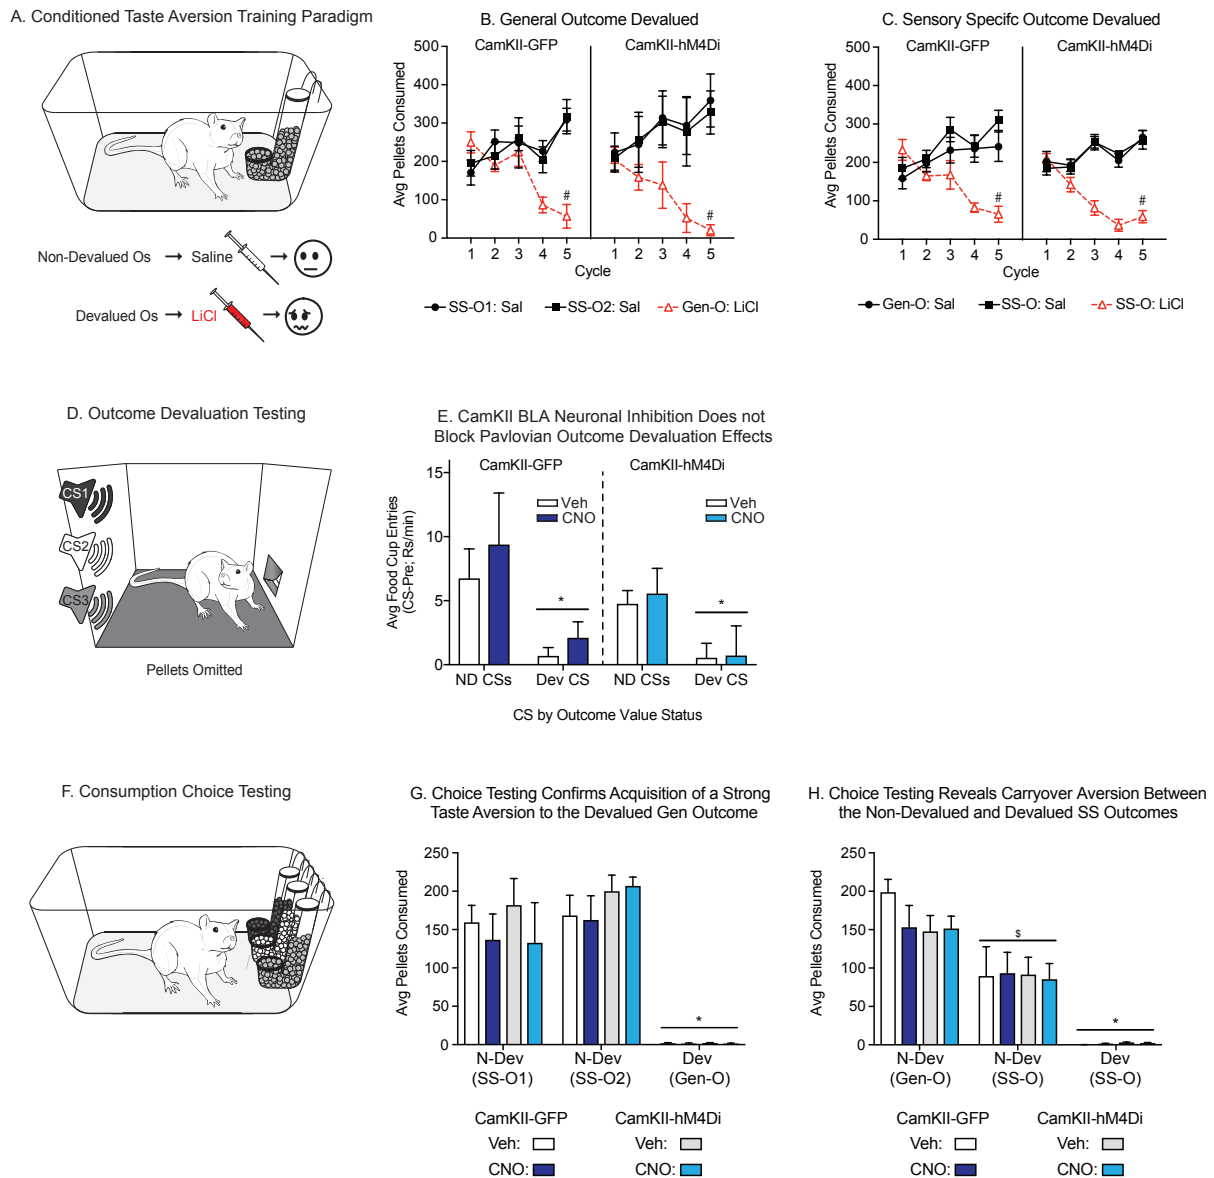 A. Conditioned Taste Aversion Training Paradigm
Non-Devalued Os
Saline
Devalued Os
LiCl
B. General Outcome Devalued
CamKII-GFP
CamKII-hM4Di
Avg Pellets Consumed
500
400
300
200
100
0
#
#
1 2 3 4 5 1 2 3 4 5
Cycle
SS-O1: Sal
SS-O2: Sal
Gen-O: LiCl
C. Sensory Specifc Outcome Devalued
CamKII-GFP
CamKII-hM4Di
Avg Pellets Consumed
500
400
300
200
100
0
#
#
1 2 3 4 5 1 2 3 4 5
Cycle
Gen-O: Sal
SS-O: Sal
SS-O: LiCl
D. Outcome Devaluation Testing
CS1
CS2
CS3
Pellets Omitted
E. CamKII BLA Neuronal Inhibition Does not
Block Pavlovian Outcome Devaluation Effects
CamKII-GFP
CamKII-hM4Di
Avg Food Cup Entries
(CS-Pre; Rs/min)
15
10
5
0
Veh
CNO
Veh
CNO
*
*
ND CSs
Dev CS
ND CSs
Dev CS
CS by Outcome Value Status
F. Consumption Choice Testing
G. Choice Testing Confirms Acquisition of a Strong
Taste Aversion to the Devalued Gen Outcome
Avg Pellets Consumed
250
200
150
100
50
0
*
N-Dev
(SS-O1)
N-Dev
(SS-O2)
Dev
(Gen-O)
CamKII-GFP
CamKII-hM4Di
Veh:
Veh:
CNO:
CNO:
H. Choice Testing Reveals Carryover Aversion Between
the Non-Devalued and Devalued SS Outcomes
Avg Pellets Consumed
250
200
150
100
50
0
$
*
N-Dev
(Gen-O)
N-Dev
(SS-O)
Dev
(SS-O)
CamKII-GFP
CamKII-hM4Di
Veh:
Veh:
CNO:
CNO: